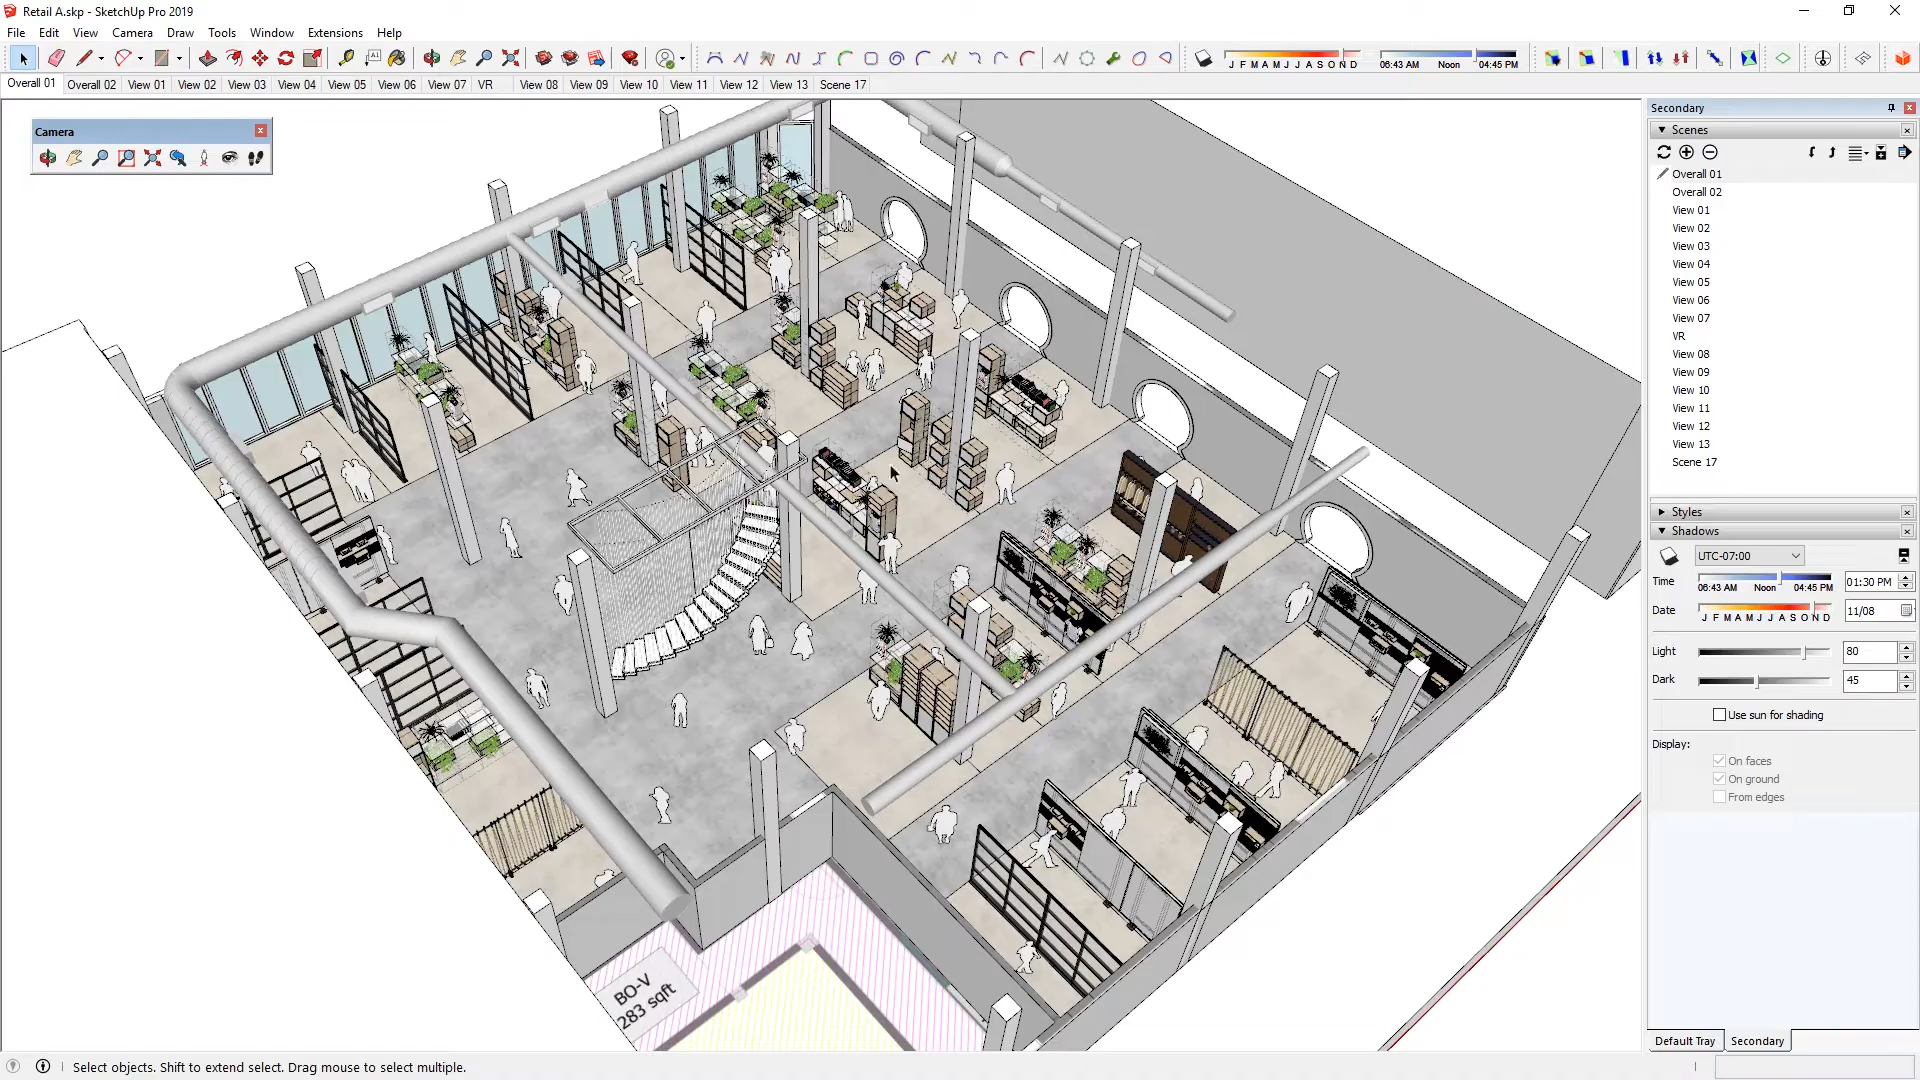 Retail A.skp - SketchUp Pro 2019
File Edit View Camera Draw Tools Window Extensions Help
J F M A M J J A S O N D 06:43 AM Noon 04:45 PM
Overall 01 Overall 02 View 01 View 02 View 03 View 04 View 05 View 06 View 07 VR View 08 View 09 View 10 View 11 View 12 View 13 Scene 17
Camera
BO-V
283 sqft
Secondary
Scenes
Overall 01
Overall 02
View 01
View 02
View 03
View 04
View 05
View 06
View 07
VR
View 08
View 09
View 10
View 11
View 12
View 13
Scene 17
Styles
Shadows
UTC-07:00
Time 06:43 AM Noon 04:45 PM 01:30 PM
Date J F M A M J J A S O N D 11/08
Light 80
Dark 45
Use sun for shading
Display:
On faces
On ground
From edges
Default Tray Secondary
Select objects. Shift to extend select. Drag mouse to select multiple.